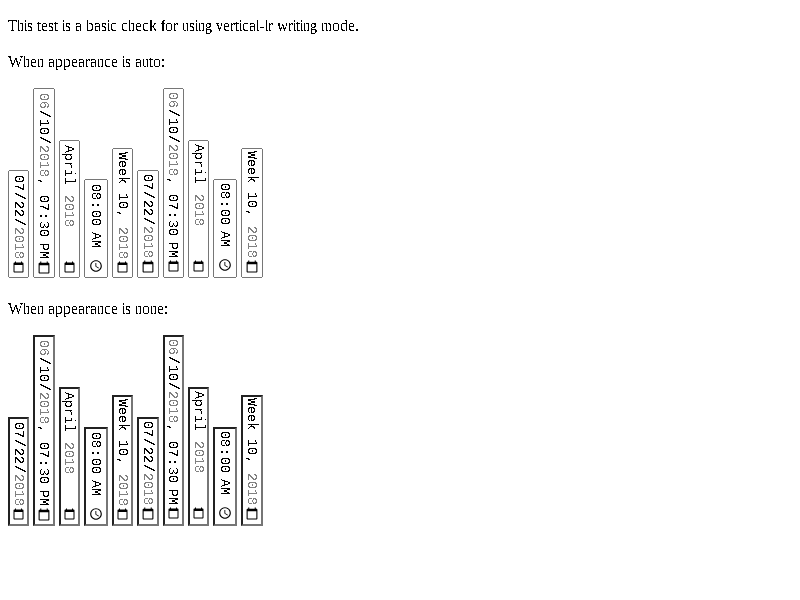 This test is a basic check for using vertical-lr writing mode.
When appearance is auto:
07/22/2018
06/10/2018, 07:30 PM
April 2018
08:00 AM
Week 10, 2018
07/22/2018
06/10/2018, 07:30 PM
April 2018
08:00 AM
Week 10, 2018
When appearance is none:
07/22/2018
06/10/2018, 07:30 PM
April 2018
08:00 AM
Week 10, 2018
07/22/2018
06/10/2018, 07:30 PM
April 2018
08:00 AM
Week 10, 2018